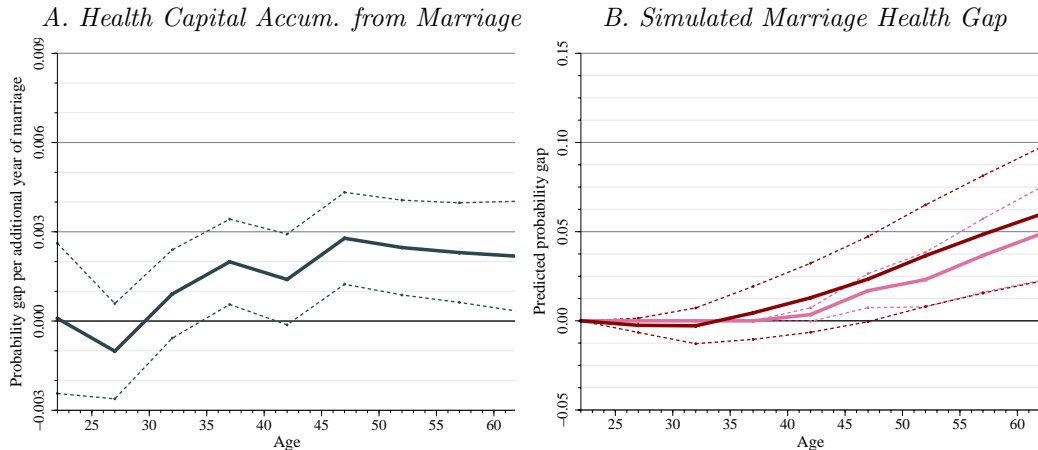 A. Health Capital Accum. from Marriage
Probability gap per additional year of marriage
0.009
0.006
0.003
0.000
−0.003
25 30 35 40 45 50 55 60
Age
B. Simulated Marriage Health Gap
Predicted probability gap
0.15
0.10
0.05
0.00
−0.05
25 30 35 40 45 50 55 60
Age